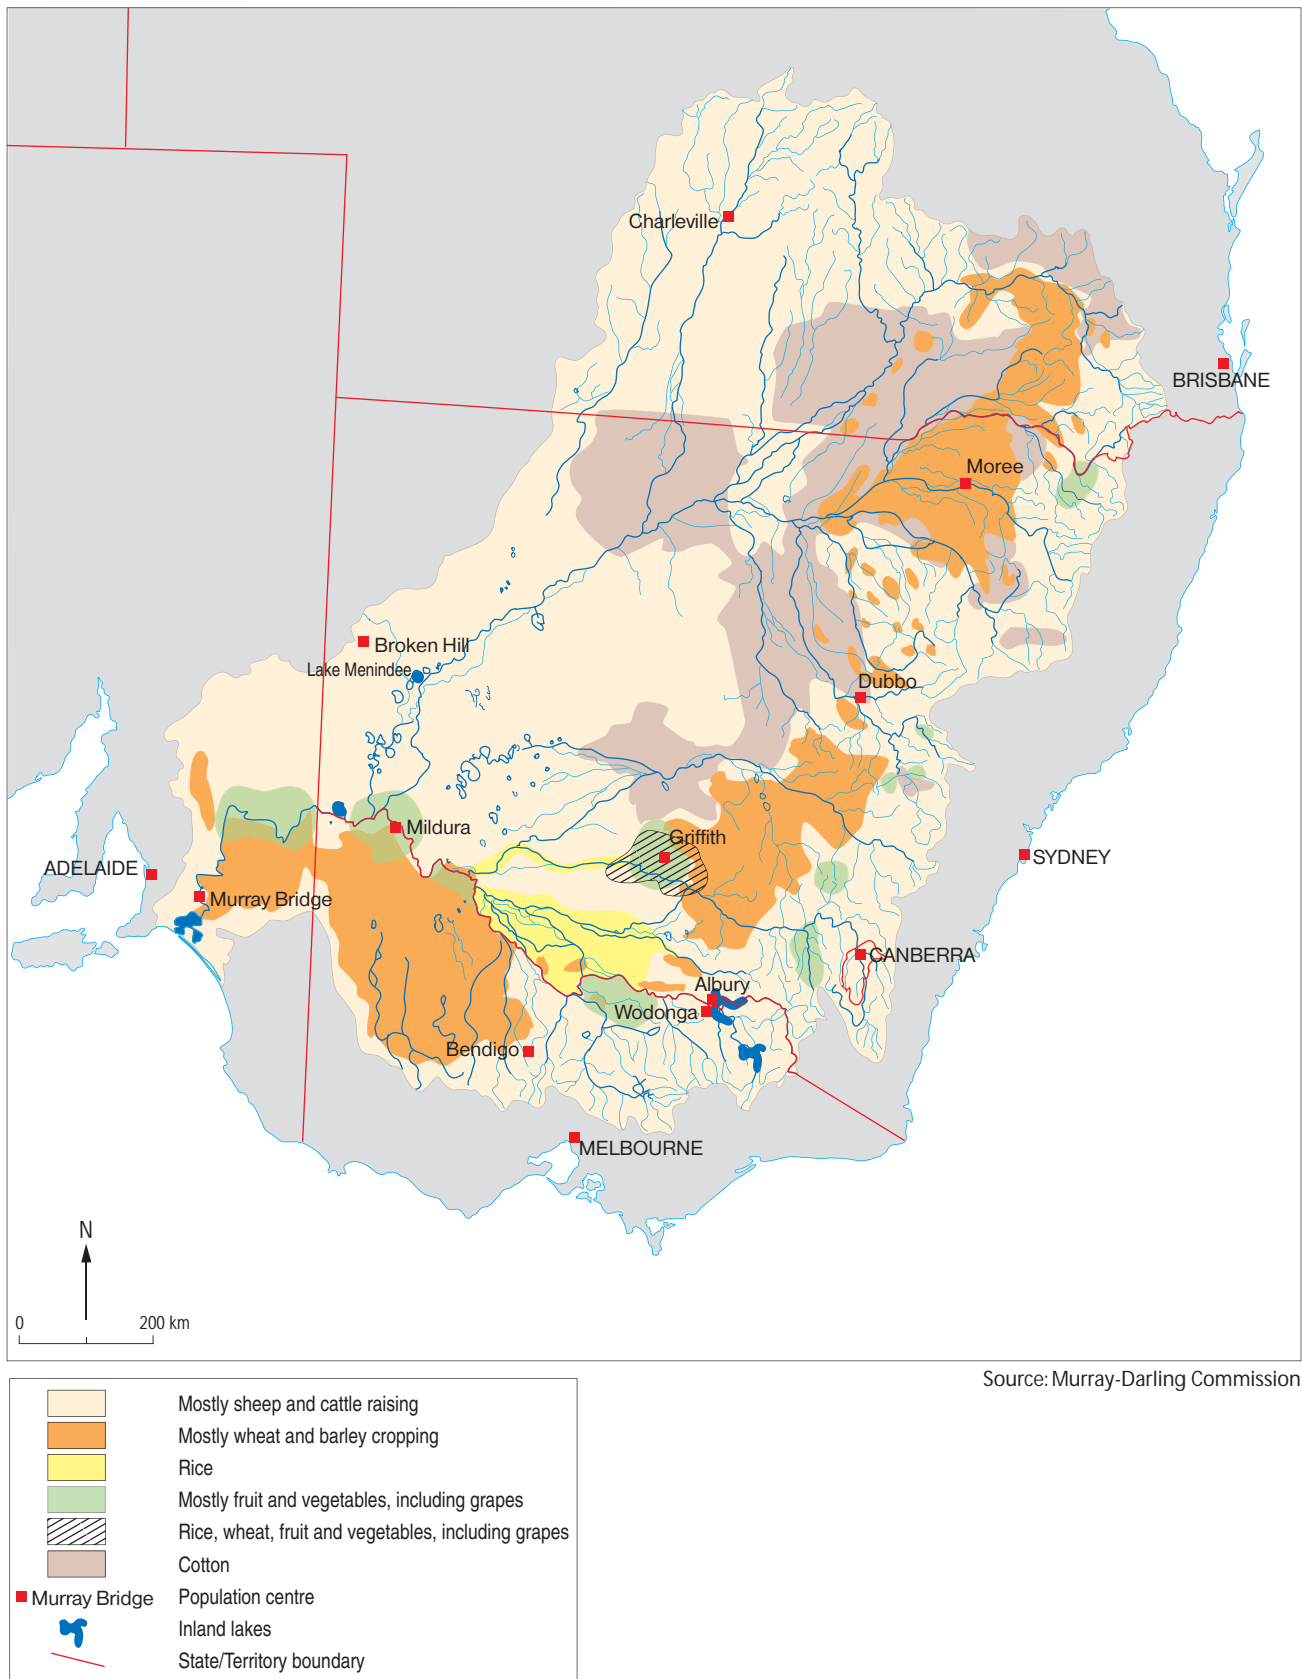 Charleville
BRISBANE
Moree
Broken Hill
Lake Menindee
Dubbo
Mildura
Griffith
SYDNEY
ADELAIDE
Murray Bridge
CANBERRA
Albury
Wodonga
Bendigo
MELBOURNE
N
0 200 km
Source: Murray-Darling Commission
Mostly sheep and cattle raising
Mostly wheat and barley cropping
Rice
Mostly fruit and vegetables, including grapes
Rice, wheat, fruit and vegetables, including grapes
Cotton
Murray Bridge Population centre
Inland lakes
State/Territory boundary